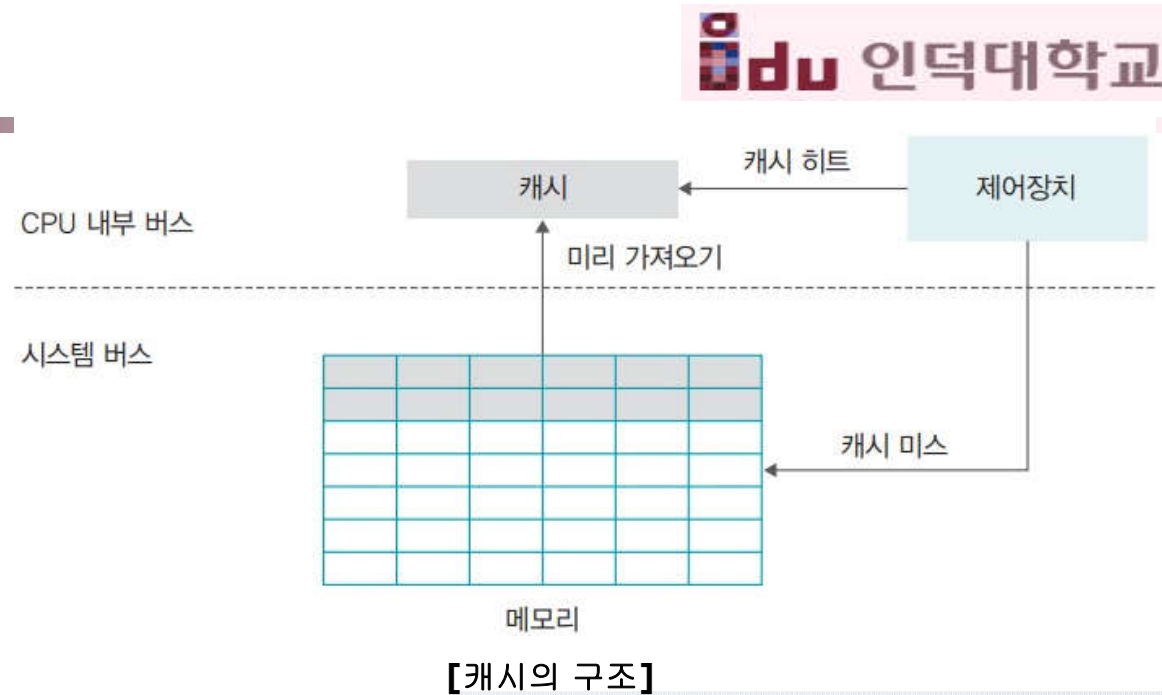 idu 인덕대학교
캐시 히트
캐시
제어장치
CPU 내부 버스
미리 가져오기
시스템 버스
캐시 미스
메모리
[캐시의 구조]